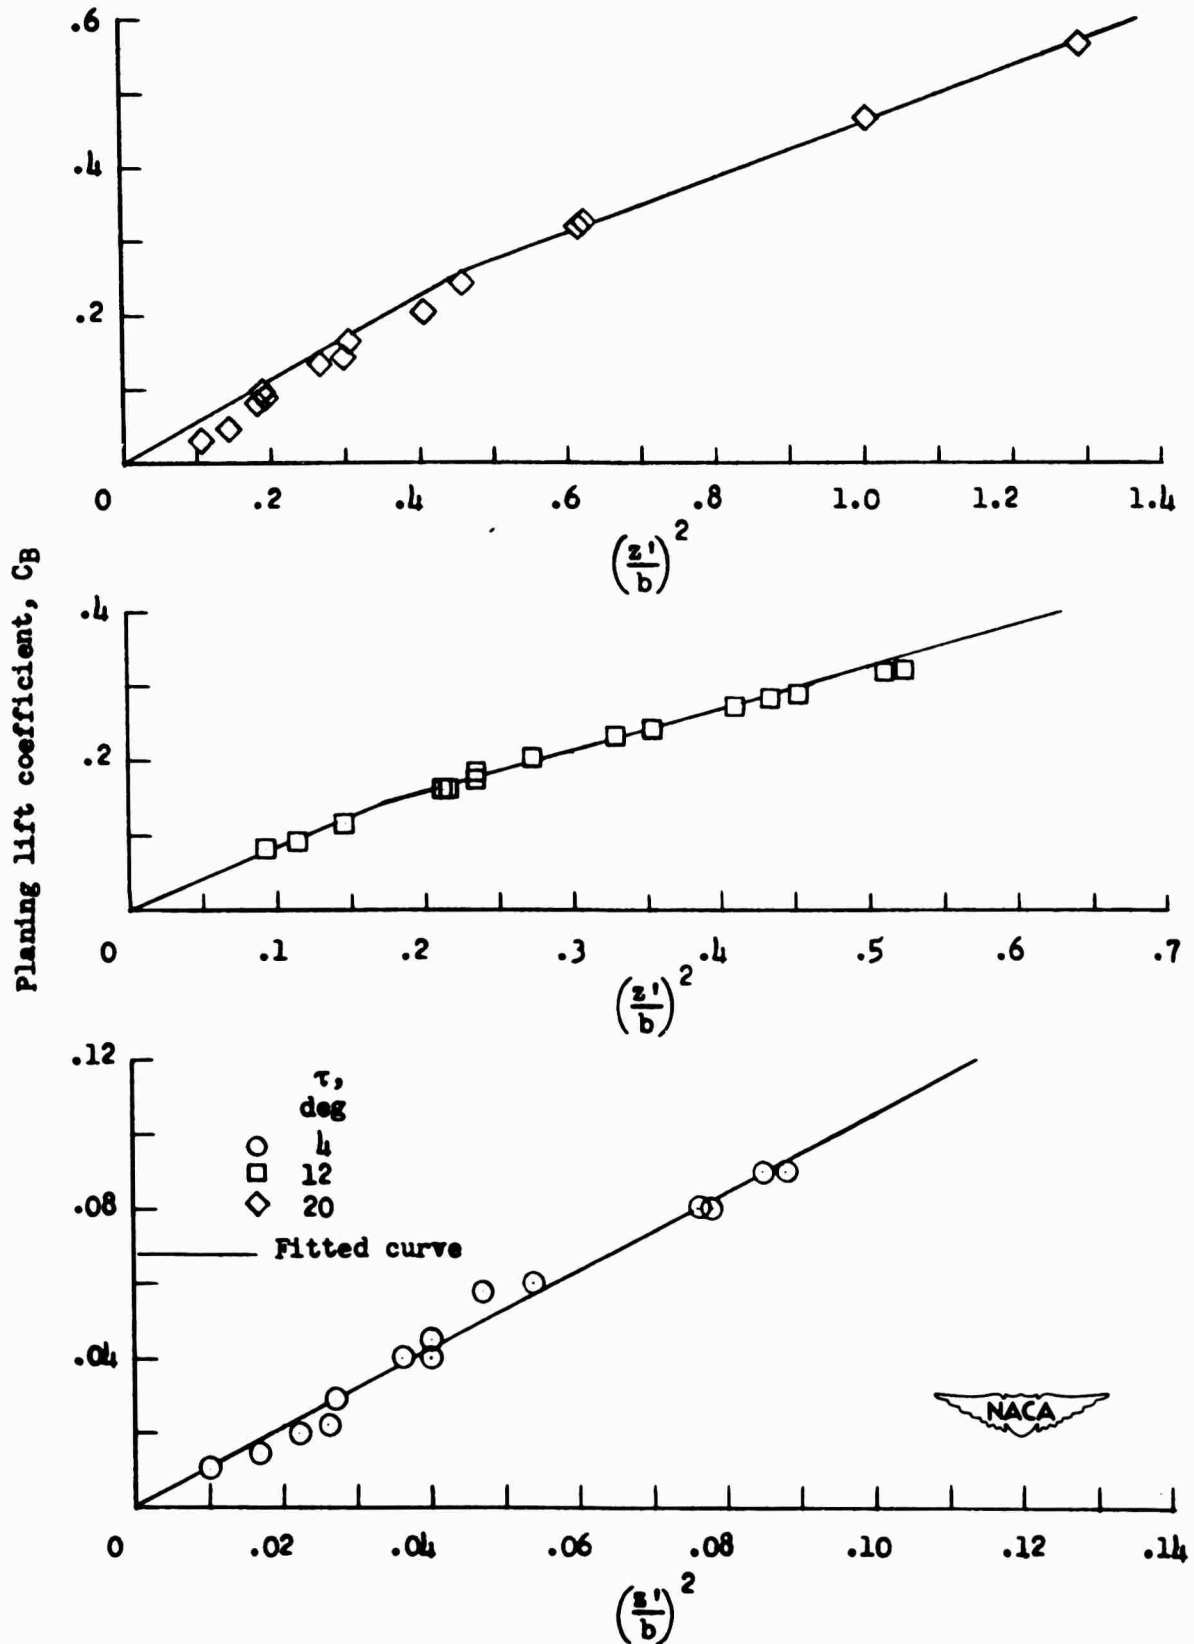 .6
.4
.2
0 .2 .4 .6 .8 1.0 1.2 1.4
(z'/b)²
Planing lift coefficient, C_B
.4
.2
0 .1 .2 .3 .4 .5 .6 .7
(z'/b)²
.12
.08
.04
τ,
deg
4
12
20
Fitted curve
NACA
0 .02 .04 .06 .08 .10 .12 .14
(z'/b)²